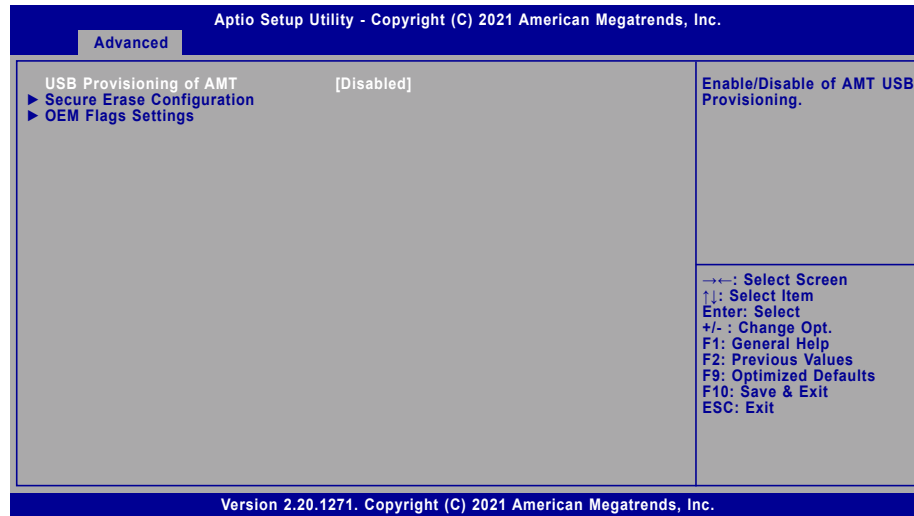 Aptio Setup Utility - Copyright (C) 2021 American Megatrends, Inc.
Advanced
USB Provisioning of AMT [Disabled]
▶ Secure Erase Configuration
▶ OEM Flags Settings
Enable/Disable of AMT USB
Provisioning.
→←: Select Screen
↑↓: Select Item
Enter: Select
+/- : Change Opt.
F1: General Help
F2: Previous Values
F9: Optimized Defaults
F10: Save & Exit
ESC: Exit
Version 2.20.1271. Copyright (C) 2021 American Megatrends, Inc.